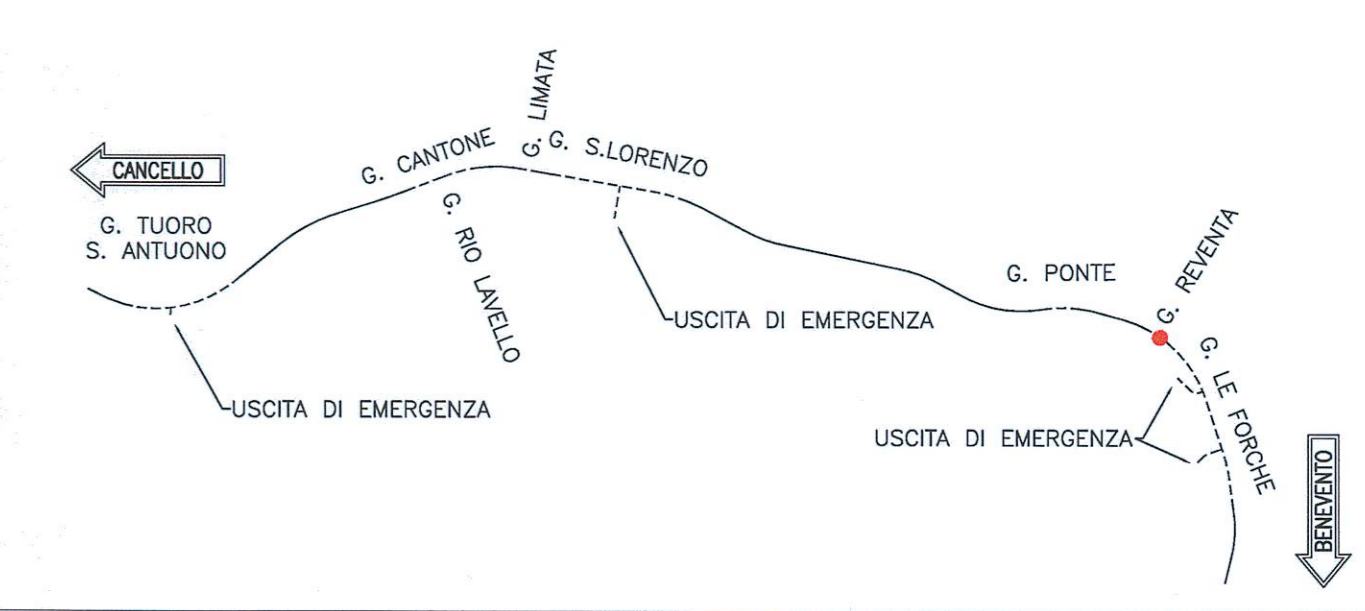 G. LIMATA
G. CANTONE
G. S.LORENZO
CANCELLO
G. TUORO
S. ANTUONO
G. RIO LAVELLO
G. REVENTA
G. PONTE
USCITA DI EMERGENZA
G. LE FORCHE
USCITA DI EMERGENZA
USCITA DI EMERGENZA
BENEVENTO